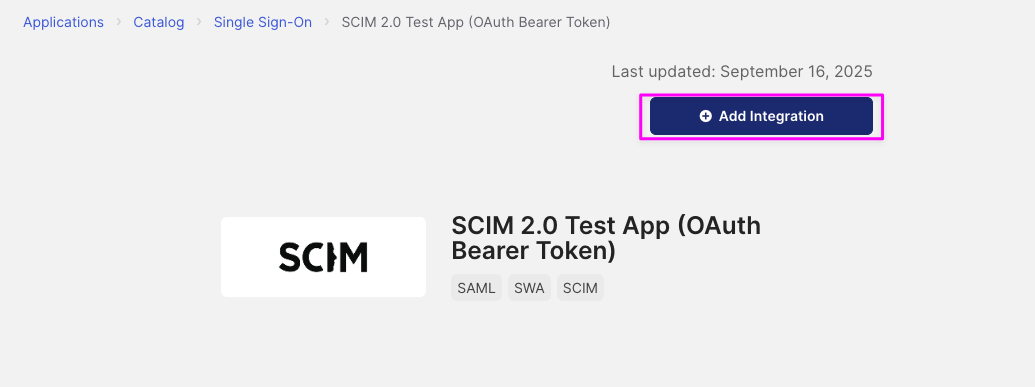 Applications > Catalog > Single Sign-On > SCIM 2.0 Test App (OAuth Bearer Token)
Last updated: September 16, 2025
Add Integration
SCIM
SCIM 2.0 Test App (OAuth
Bearer Token)
SAML SWA SCIM